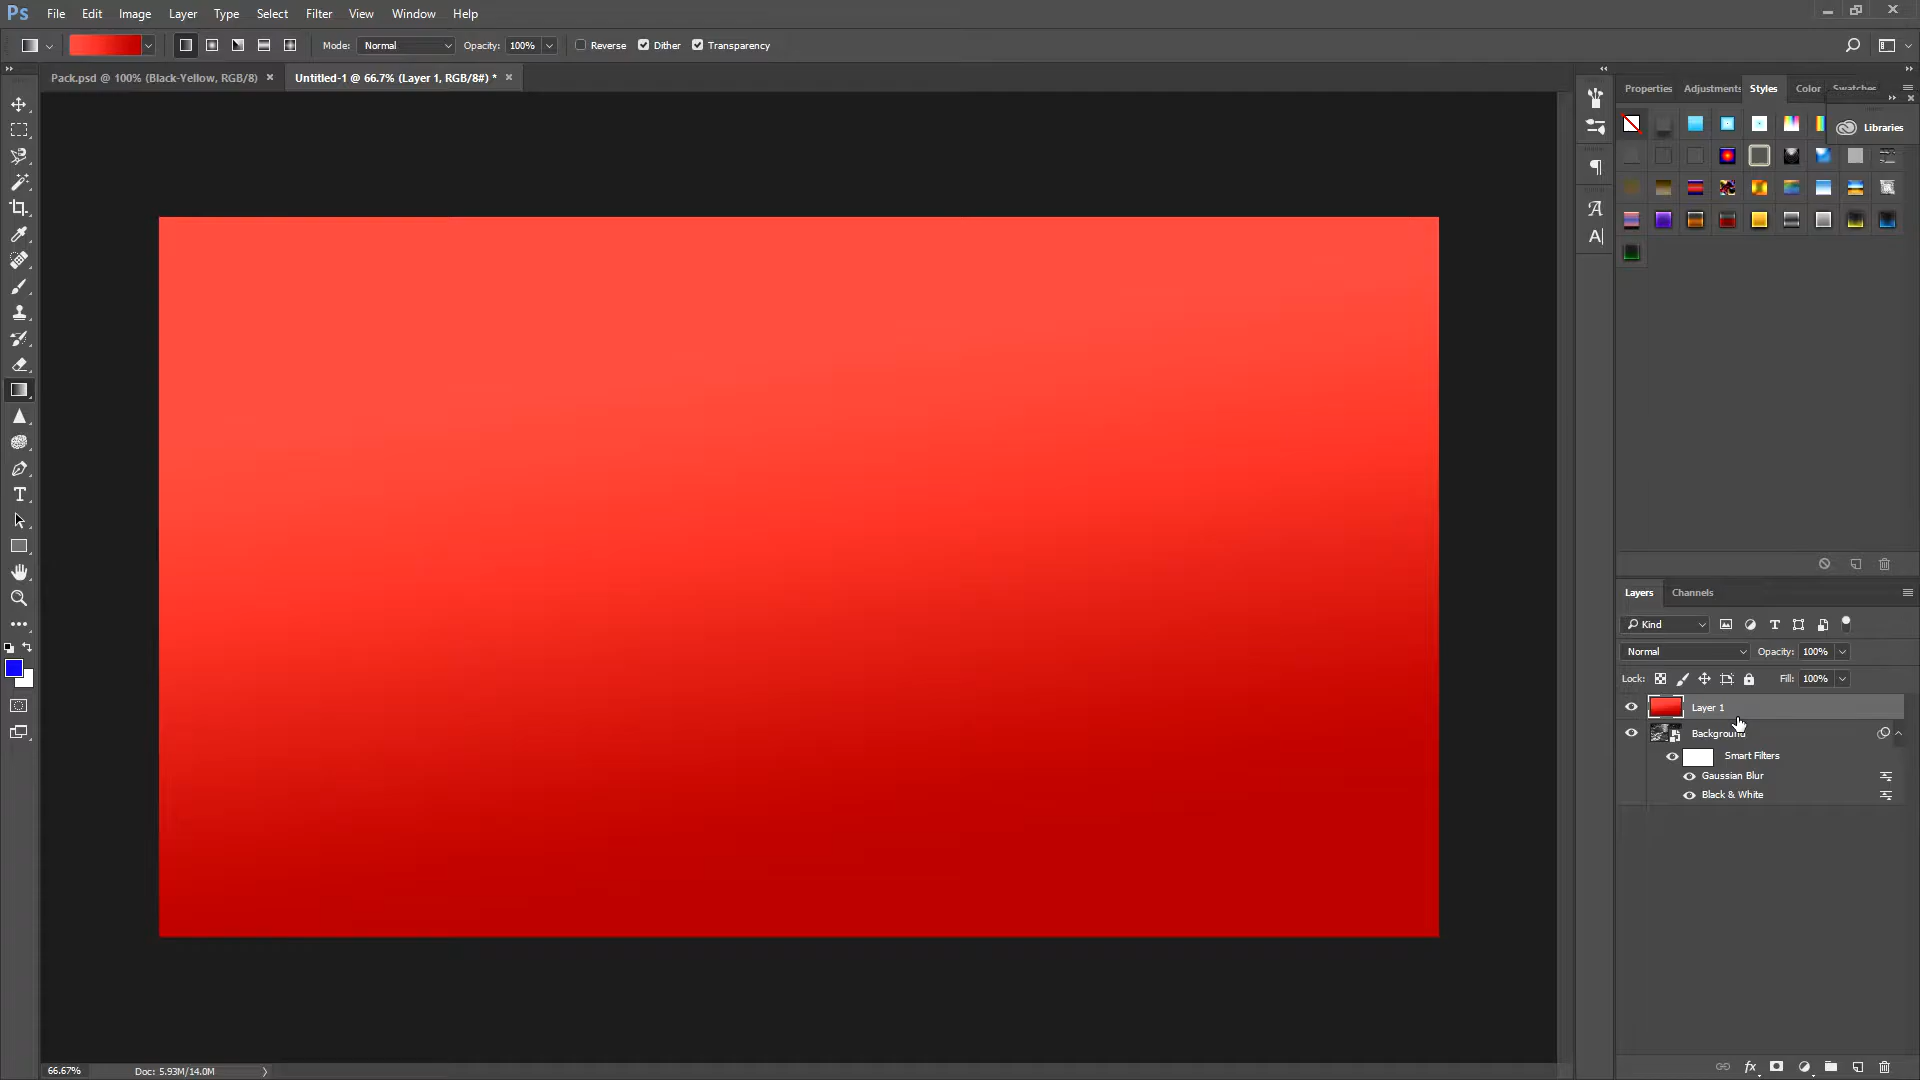 Ps File Edit Image Layer Type Select Filter View Window Help
Mode: Normal Opacity: 100% Reverse Dither Transparency
Pack.psd @ 100% (Black-Yellow, RGB/8) × Untitled-1 @ 66.7% (Layer 1, RGB/8#) * ×
Properties Adjustments Styles Color Swatches
Libraries
Layers Channels
Kind
Normal Opacity: 100%
Lock: Fill: 100%
Layer 1
Background
Smart Filters
Gaussian Blur
Black & White
fx
66.67% Doc: 5.93M/14.0M